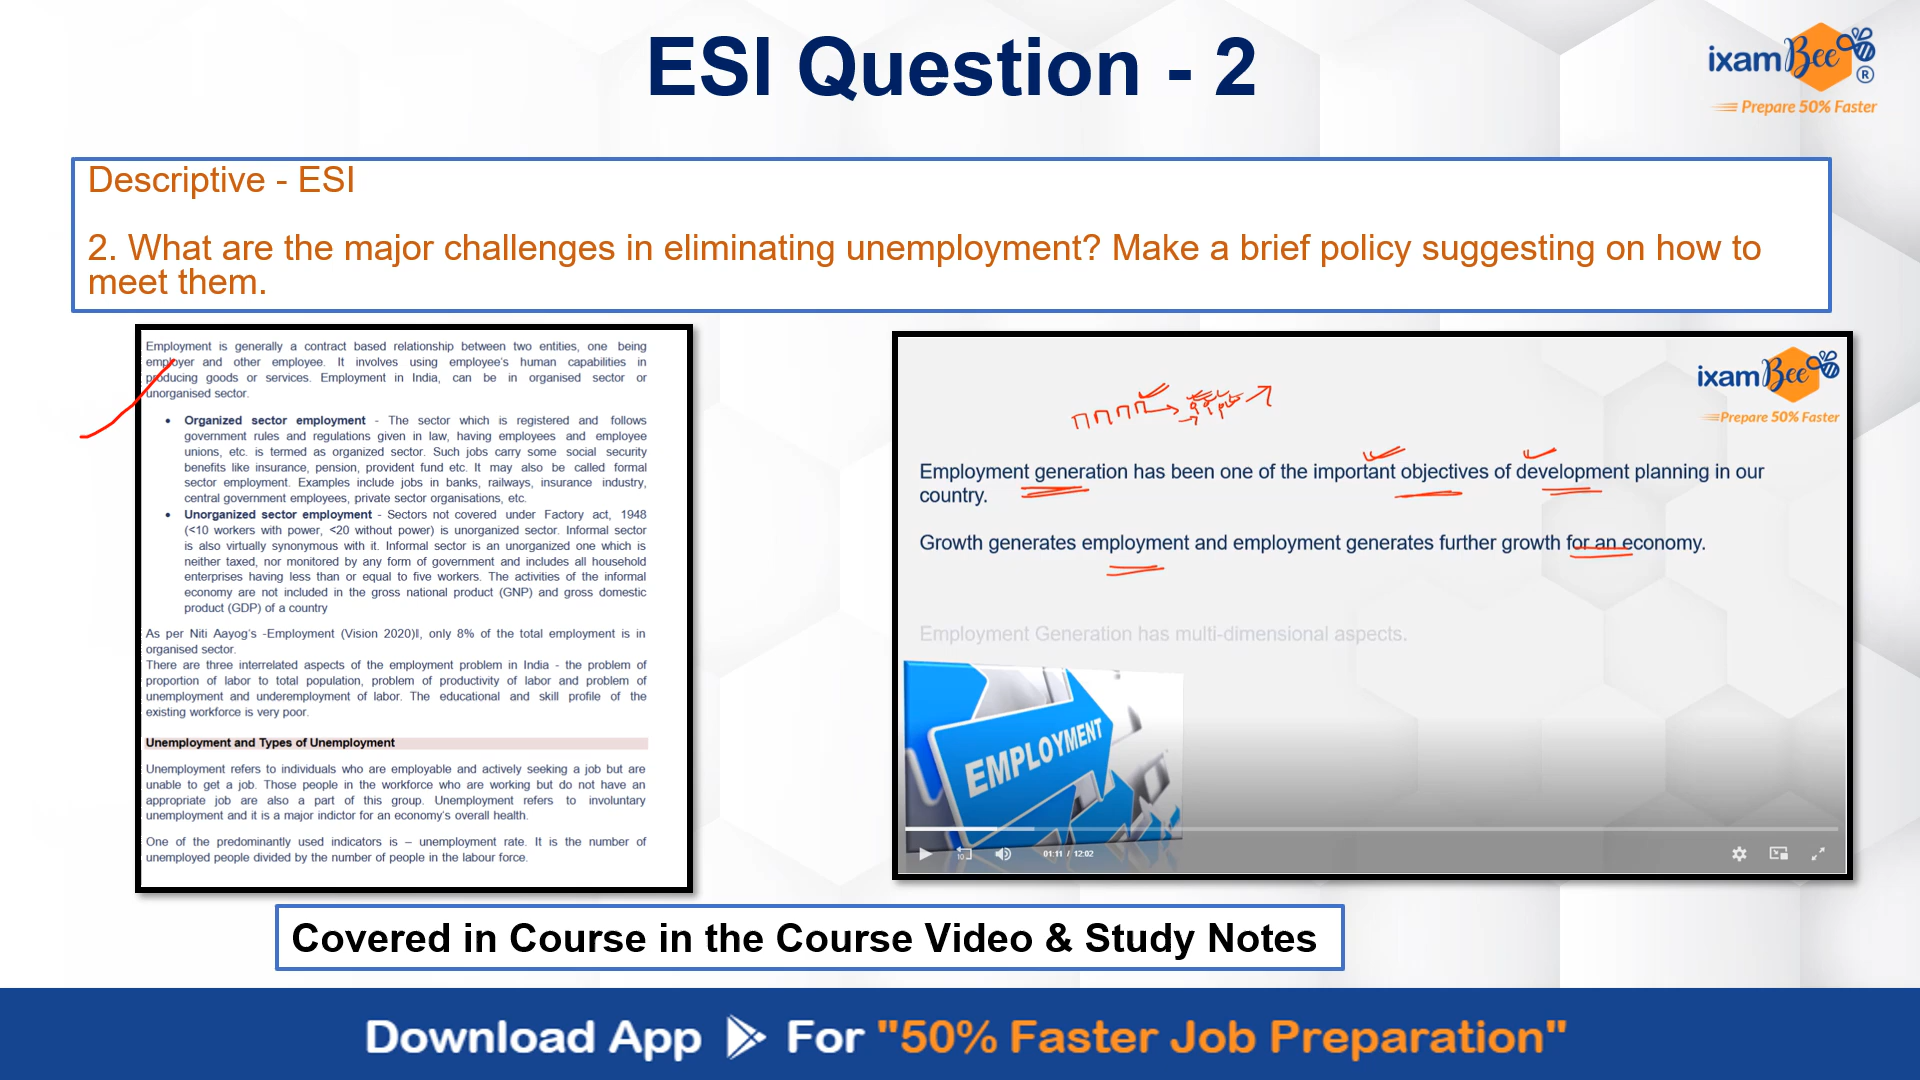 ESI Question - 2
ixamBee
®
Prepare 50% Faster
Descriptive - ESI
2. What are the major challenges in eliminating unemployment? Make a brief policy suggesting on how to
meet them.
Employment is generally a contract based relationship between two entities, one being
employer and other employee. It involves using employee's human capabilities in
producing goods or services. Employment in India, can be in organised sector or
unorganised sector.
• Organized sector employment - The sector which is registered and follows
government rules and regulations given in law, having employees and employee
unions, etc. is termed as organized sector. Such jobs carry some social security
benefits like insurance, pension, provident fund etc. It may also be called formal
sector employment. Examples include jobs in banks, railways, insurance industry,
central government employees, private sector organisations, etc.
• Unorganized sector employment - Sectors not covered under Factory act, 1948
(<10 workers with power, <20 without power) is unorganized sector. Informal sector
is also virtually synonymous with it. Informal sector is an unorganized one which is
neither taxed, nor monitored by any form of government and includes all household
enterprises having less than or equal to five workers. The activities of the informal
economy are not included in the gross national product (GNP) and gross domestic
product (GDP) of a country
As per Niti Aayog's -Employment (Vision 2020)‖, only 8% of the total employment is in
organised sector.
There are three interrelated aspects of the employment problem in India - the problem of
proportion of labor to total population, problem of productivity of labor and problem of
unemployment and underemployment of labor. The educational and skill profile of the
existing workforce is very poor.
Unemployment and Types of Unemployment
Unemployment refers to individuals who are employable and actively seeking a job but are
unable to get a job. Those people in the workforce who are working but do not have an
appropriate job are also a part of this group. Unemployment refers to involuntary
unemployment and it is a major indictor for an economy's overall health.
One of the predominantly used indicators is – unemployment rate. It is the number of
unemployed people divided by the number of people in the labour force.
ixamBee
Prepare 50% Faster
Employment generation has been one of the important objectives of development planning in our
country.
Growth generates employment and employment generates further growth for an economy.
Employment Generation has multi-dimensional aspects.
EMPLOYMENT
10
01:11 / 12:02
Covered in Course in the Course Video & Study Notes
Download App For "50% Faster Job Preparation"